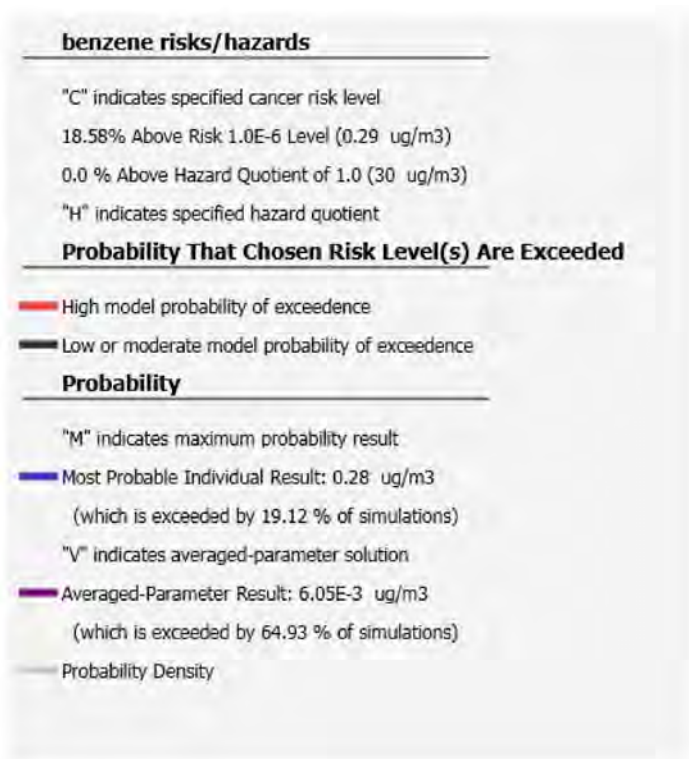 benzene risks/hazards
"C" indicates specified cancer risk level
18.58% Above Risk 1.0E-6 Level (0.29 ug/m3)
0.0 % Above Hazard Quotient of 1.0 (30 ug/m3)
"H" indicates specified hazard quotient
Probability That Chosen Risk Level(s) Are Exceeded
High model probability of exceedence
Low or moderate model probability of exceedence
Probability
"M" indicates maximum probability result
Most Probable Individual Result: 0.28 ug/m3
(which is exceeded by 19.12 % of simulations)
"V" indicates averaged-parameter solution
Averaged-Parameter Result: 6.05E-3 ug/m3
(which is exceeded by 64.93 % of simulations)
Probability Density